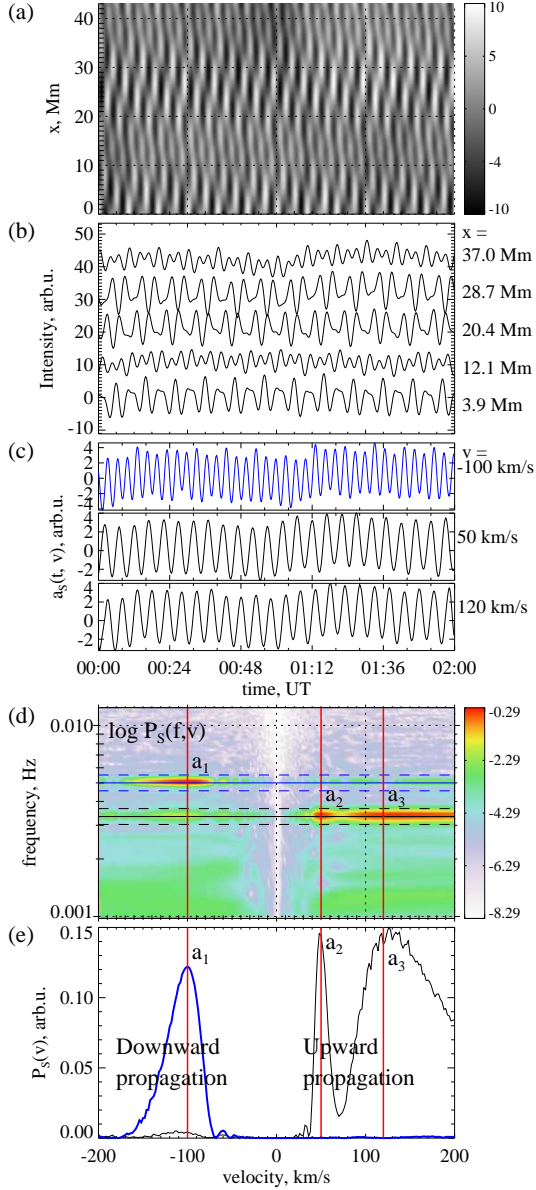 (a)
40
30
20
10
0
x, Mm
10
5
0
-4
-10
(b)
50
40
30
20
10
0
-10
Intensity, arb.u.
x =
37.0 Mm
28.7 Mm
20.4 Mm
12.1 Mm
3.9 Mm
(c)
4
2
0
-2
-4
v =
-100 km/s
4
2
0
-2
50 km/s
4
2
0
-2
120 km/s
a_S(t, v), arb.u.
00:00 00:24 00:48 01:12 01:36 02:00
time, UT
(d)
0.010
0.001
frequency, Hz
log P_S(f,v)
a_1
a_2
a_3
-0.29
-2.29
-4.29
-6.29
-8.29
(e)
0.15
0.10
0.05
0.00
P_S(v), arb.u.
a_1
a_2
a_3
Downward
propagation
Upward
propagation
-200 -100 0 100 200
velocity, km/s